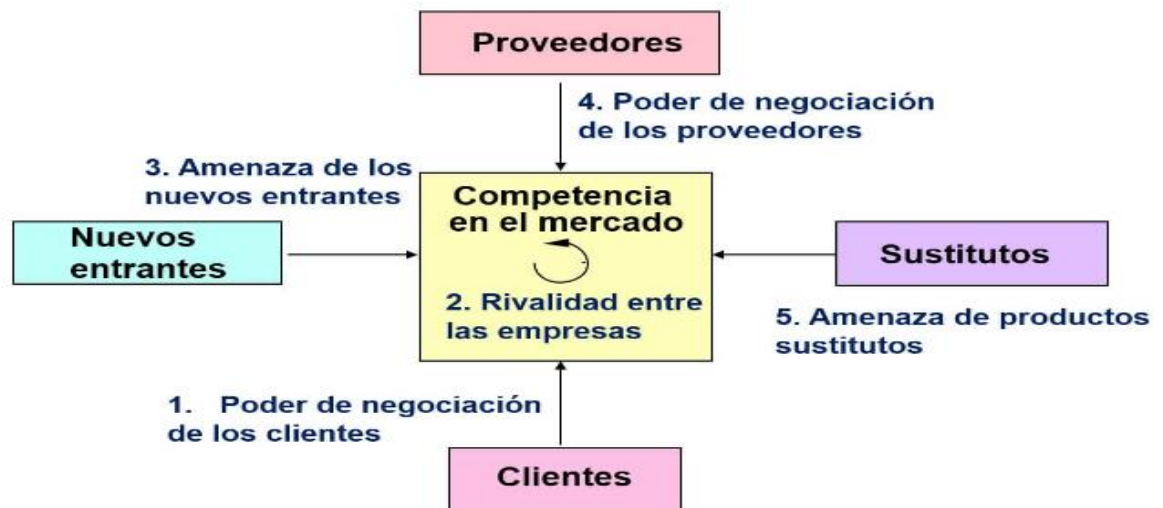 Proveedores
4. Poder de negociación
de los proveedores
3. Amenaza de los
nuevos entrantes
Competencia
en el mercado
Nuevos
entrantes
Sustitutos
2. Rivalidad entre
las empresas
5. Amenaza de productos
sustitutos
1. Poder de negociación
de los clientes
Clientes